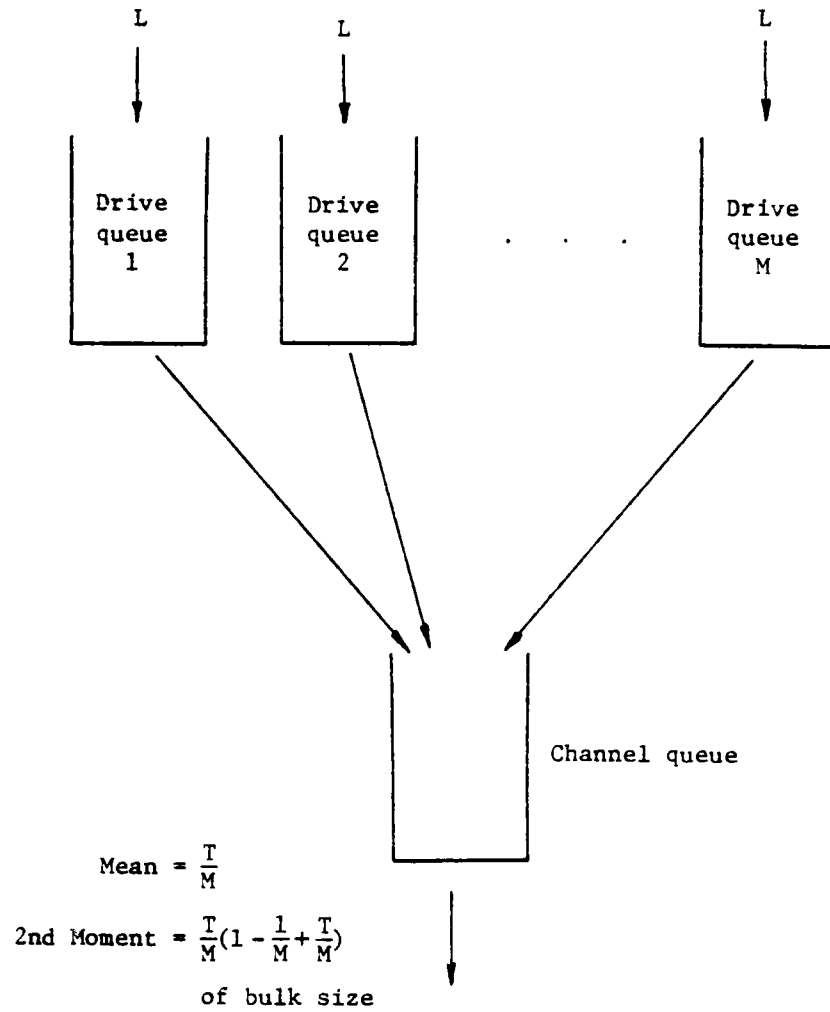 L L L
Drive queue 1
Drive queue 2
. . .
Drive queue M
Channel queue
Mean = T/M
2nd Moment = T/M(1 - 1/M + T/M)
of bulk size